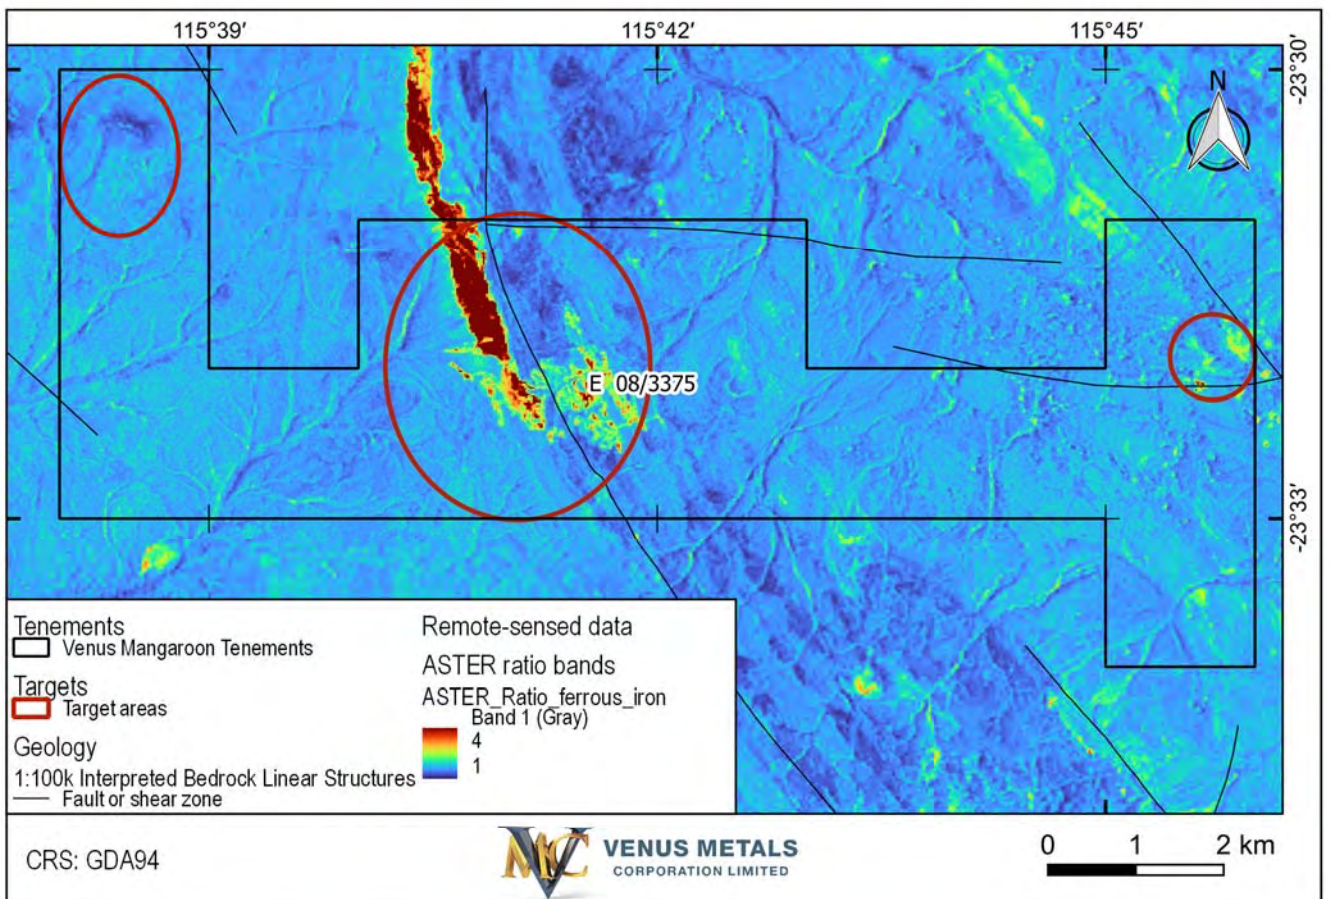 115°39′ 115°42′ 115°45′
-23°30′
N
E 08/3375
-23°33′
Tenements
Venus Mangaroon Tenements
Targets
Target areas
Geology
1:100k Interpreted Bedrock Linear Structures
Fault or shear zone
Remote-sensed data
ASTER ratio bands
ASTER_Ratio_ferrous_iron
Band 1 (Gray)
4
1
CRS: GDA94
VMC
VENUS METALS
CORPORATION LIMITED
0 1 2 km